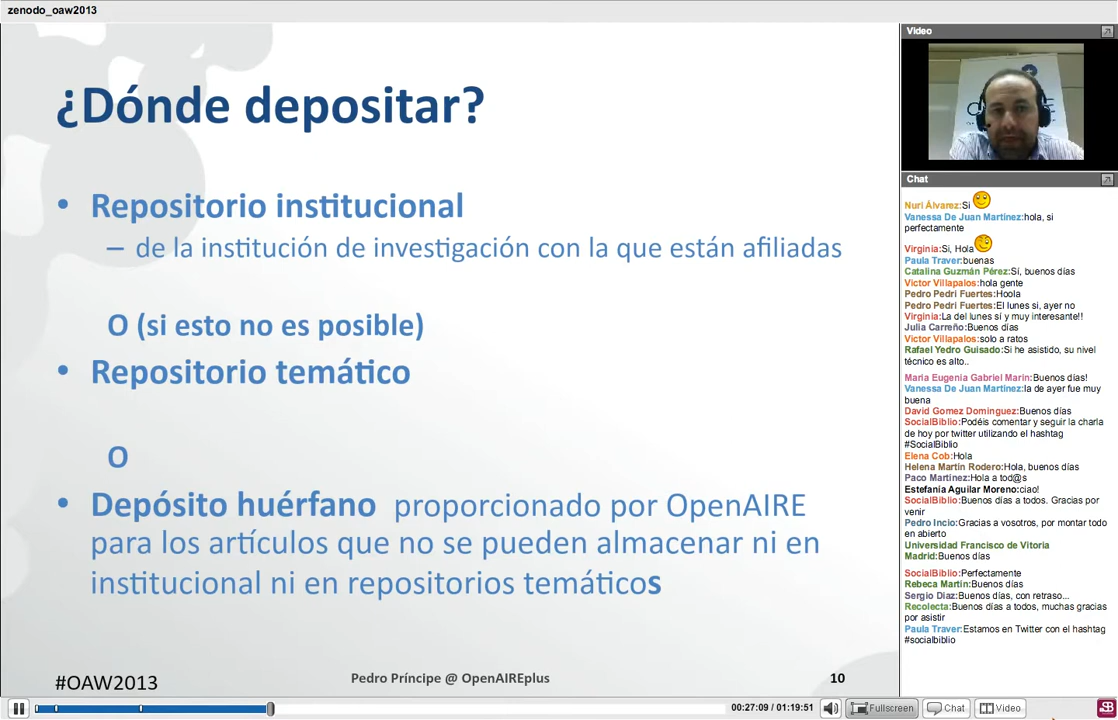 zenodo_oaw2013
¿Dónde depositar?
• Repositorio institucional
– de la institución de investigación con la que están afiliadas
O (si esto no es posible)
• Repositorio temático
O
• Depósito huérfano proporcionado por OpenAIRE
para los artículos que no se pueden almacenar ni en
institucional ni en repositorios temáticos
#OAW2013
Pedro Príncipe @ OpenAIREplus
10
Video
Chat
Nuri Álvarez:Si
Vanessa De Juan Martínez:hola, si
perfectamente
Virginia:Si, Hola
Paula Traver:buenas
Catalina Guzmán Pérez:Sí, buenos días
Victor Villapalos:hola gente
Pedro Pedri Fuertes:Hoola
Pedro Pedri Fuertes:El lunes si, ayer no
Virginia:La del lunes sí y muy interesante!!
Julia Carreño:Buenos días
Victor Villapalos:solo a ratos
Rafael Yedro Guisado:Si he asistido, su nivel
técnico es alto..
Maria Eugenia Gabriel Marin:Buenos días!
Vanessa De Juan Martínez:la de ayer fue muy
buena
David Gomez Dominguez:Buenos días
SocialBiblio:Podéis comentar y seguir la charla
de hoy por twitter utilizando el hashtag
#SocialBiblio
Elena Cob:Hola
Helena Martín Rodero:Hola, buenos días
Paco Martínez:Hola a tod@s
Estefanía Aguilar Moreno:ciao!
SocialBiblio:Buenos días a todos. Gracias por
venir
Pedro Incio:Gracias a vosotros, por montar todo
en abierto
Universidad Francisco de Vitoria
Madrid:Buenos días
SocialBiblio:Perfectamente
Rebeca Martín:Buenos días
Sergio Diaz:Buenos días, con retraso...
Recolecta:Buenos días a todos, muchas gracias
por asistir
Paula Traver:Estamos en Twitter con el hashtag
#socialbiblio
00:27:09 / 01:19:51
Fullscreen
Chat
Video